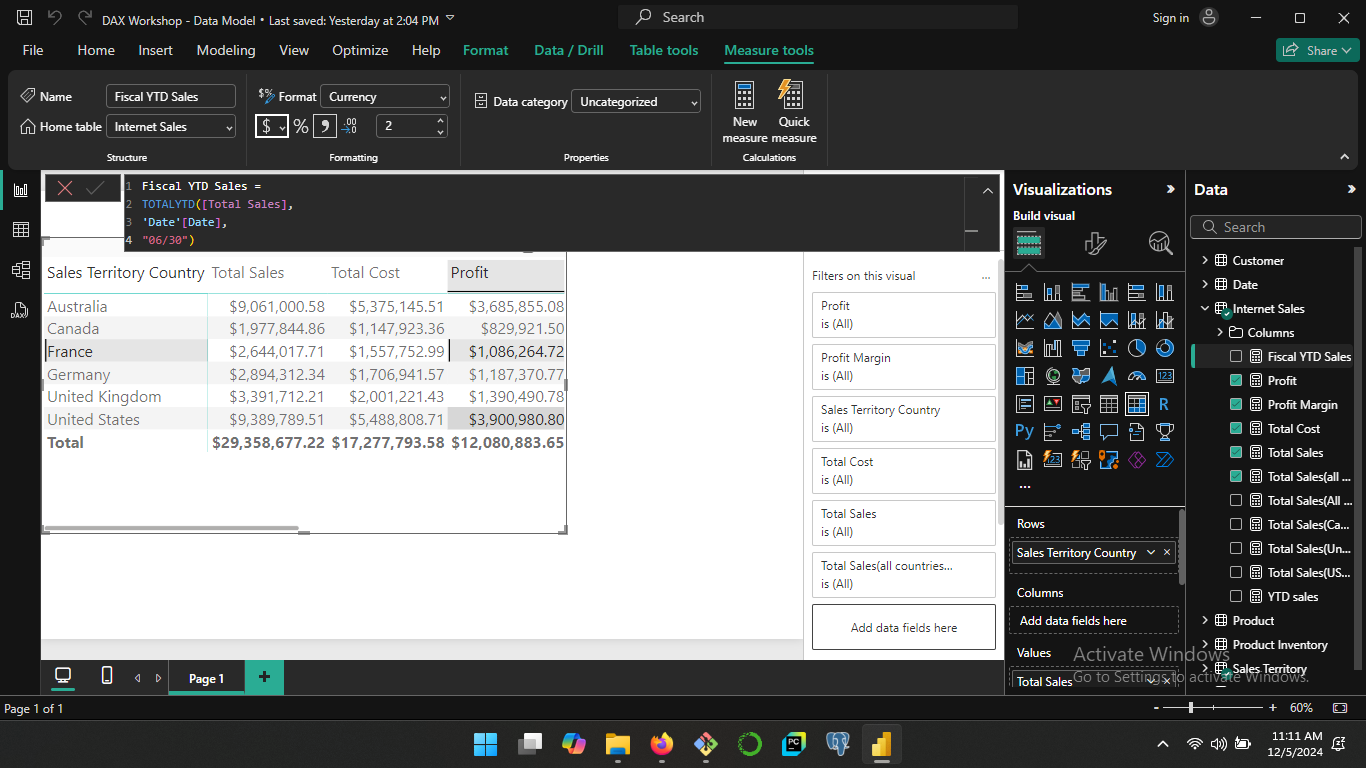 DAX Workshop - Data Model • Last saved: Yesterday at 2:04 PM
Search
Sign in
File Home Insert Modeling View Optimize Help Format Data / Drill Table tools Measure tools
Share
Name Fiscal YTD Sales
Home table Internet Sales
Structure
$% Format Currency
$ % 9 .00 →.0 2
Formatting
Data category Uncategorized
Properties
New measure
Quick measure
Calculations
1 Fiscal YTD Sales =
2 TOTALYTD([Total Sales],
3 'Date'[Date],
4 "06/30")
Sales Territory Country Total Sales Total Cost Profit
Australia $9,061,000.58 $5,375,145.51 $3,685,855.08
Canada $1,977,844.86 $1,147,923.36 $829,921.50
France $2,644,017.71 $1,557,752.99 $1,086,264.72
Germany $2,894,312.34 $1,706,941.57 $1,187,370.77
United Kingdom $3,391,712.21 $2,001,221.43 $1,390,490.78
United States $9,389,789.51 $5,488,808.71 $3,900,980.80
Total $29,358,677.22 $17,277,793.58 $12,080,883.65
Filters on this visual ...
Profit
is (All)
Profit Margin
is (All)
Sales Territory Country
is (All)
Total Cost
is (All)
Total Sales
is (All)
Total Sales(all countries...
is (All)
Add data fields here
Visualizations
Build visual
123
R
Py
123
...
Rows
Sales Territory Country
Columns
Add data fields here
Values
Total Sales
Data
Search
Customer
Date
Internet Sales
Columns
Fiscal YTD Sales
Profit
Profit Margin
Total Cost
Total Sales
Total Sales(all ...
Total Sales(All ...
Total Sales(Ca...
Total Sales(Un...
Total Sales(US...
YTD sales
Product
Product Inventory
Sales Territory
Activate Windows
Go to Settings to activate Windows.
DAX
Page 1
+
Page 1 of 1
- + 60%
PC
11:11 AM
12/5/2024